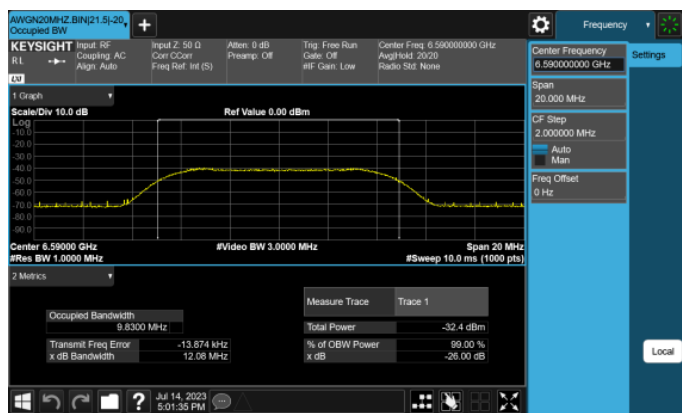 AWGN20MHZ.BIN|21.5|-20,
Occupied BW
+
Frequency
KEYSIGHT
RL
LXI
Input: RF
Coupling: AC
Align: Auto
Input Z: 50 Ω
Corr CCorr
Freq Ref: Int (S)
Atten: 0 dB
Preamp: Off
Trig: Free Run
Gate: Off
#IF Gain: Low
Center Freq: 6.590000000 GHz
Avg|Hold: 20/20
Radio Std: None
Center Frequency
6.590000000 GHz
Settings
Span
20.000 MHz
CF Step
2.000000 MHz
Auto
Man
Freq Offset
0 Hz
Local
1 Graph
Scale/Div 10.0 dB
Ref Value 0.00 dBm
Log
-10.0
-20.0
-30.0
-40.0
-50.0
-60.0
-70.0
-80.0
-90.0
Center 6.59000 GHz
#Video BW 3.0000 MHz
Span 20 MHz
#Res BW 1.0000 MHz
#Sweep 10.0 ms (1000 pts)
2 Metrics
Measure Trace
Trace 1
Occupied Bandwidth
9.8300 MHz
Total Power
-32.4 dBm
Transmit Freq Error
-13.874 kHz
% of OBW Power
99.00 %
x dB Bandwidth
12.08 MHz
x dB
-26.00 dB
?
Jul 14, 2023
5:01:35 PM